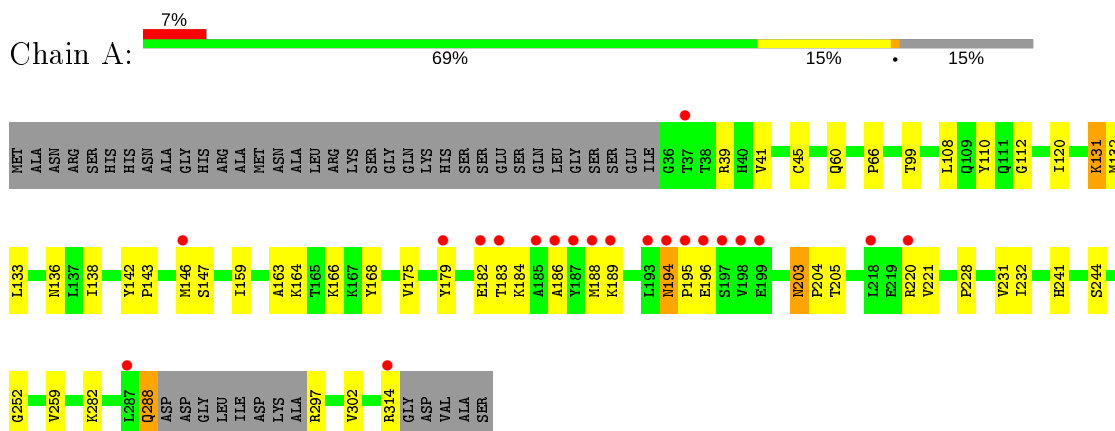 7%
Chain A:
69% 15% • 15%
MET ALA ASN ARG SER HIS HIS ASN ALA GLY HIS ARG ALA MET ASN ALA LEU ARG LYS SER GLY GLN LYS HIS SER SER GLU SER GLN LEU GLY SER SER GLU ILE G36 T37 T38 R39 H40 V41 C45 Q60 P66 T99 L108 Q109 Y110 Q111 G112 I120 K131 M132
L133 N136 L137 I138 Y142 P143 M146 S147 I159 A163 K164 T165 K166 K167 Y168 V175 Y179 E182 T183 K184 A185 A186 Y187 M188 K189 L193 N194 P195 E196 S197 V198 E199 N203 P204 T205 L218 E219 R220 V221 P228 V231 I232 H241 S244
G252 V259 K282 L287 Q288 ASP ASP GLY LEU ILE ASP LYS ALA R297 V302 R314 GLY ASP VAL ALA SER